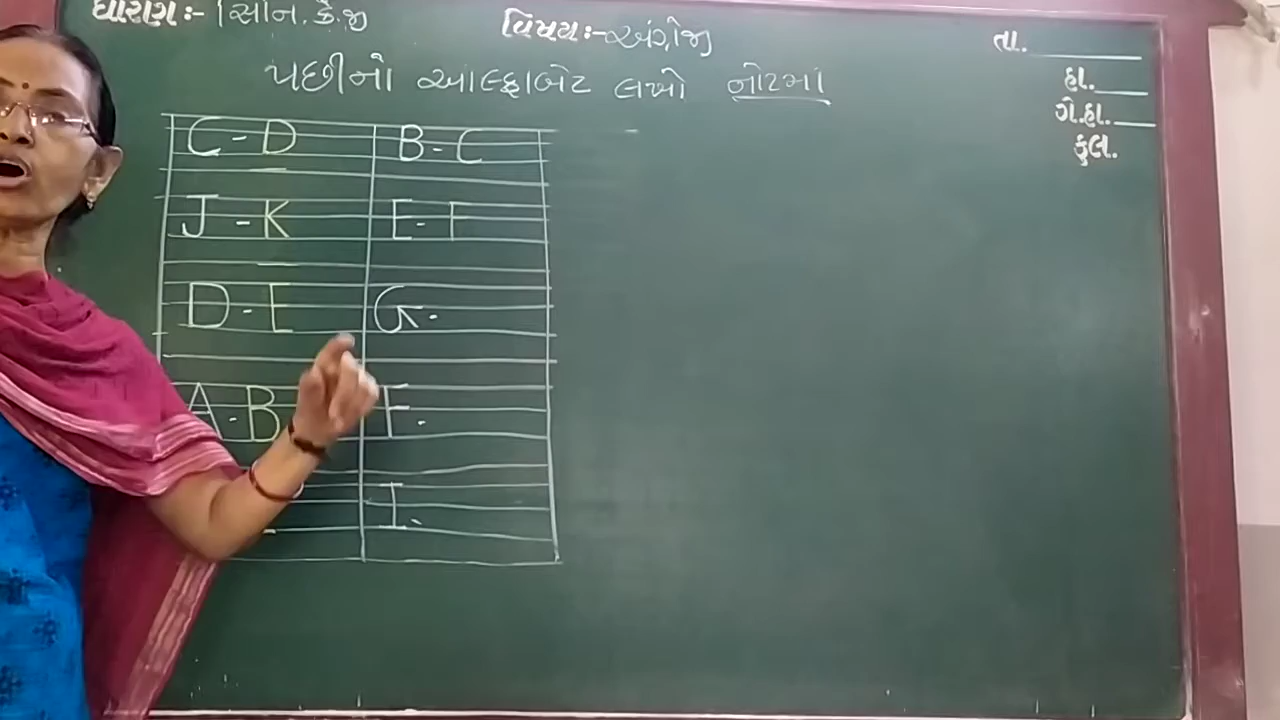 ધોરણ:- સિનિ. કે.જી
વિષય:- અંગ્રેજી
તા.
હા.
ગે.હા.
કુલ.
પછીનો આલ્ફાબેટ લખો નોટમાં
C - D B - C
J - K E - F
D - E G -
A - B F -
I -